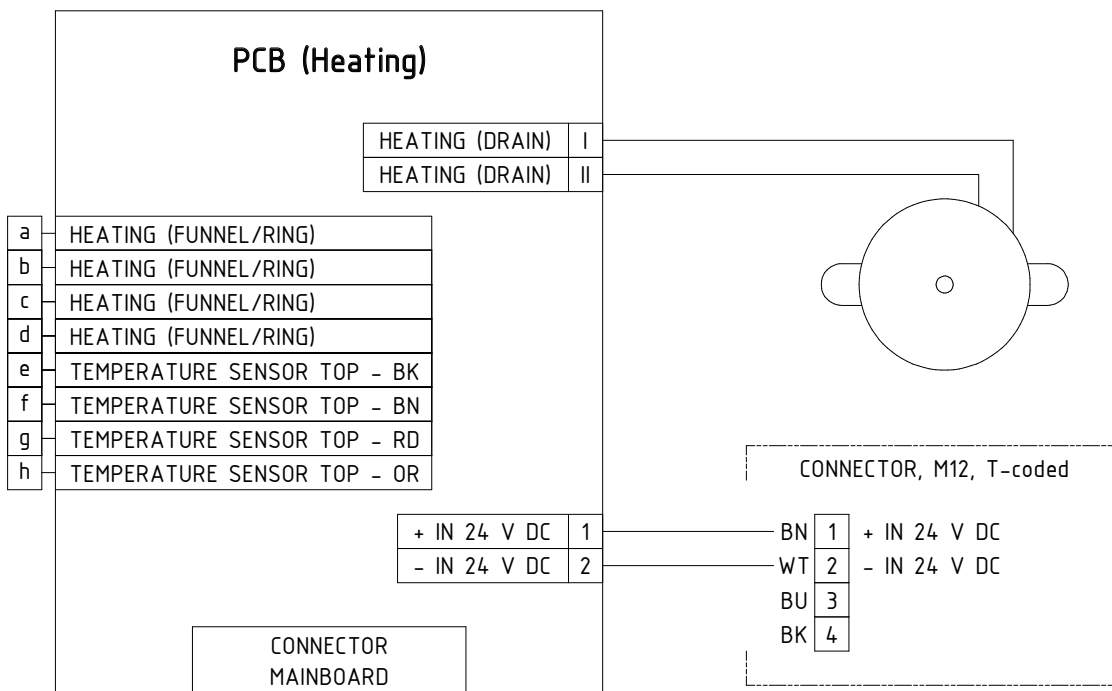 PCB (Heating)
HEATING (DRAIN) I
HEATING (DRAIN) II
a HEATING (FUNNEL/RING)
b HEATING (FUNNEL/RING)
c HEATING (FUNNEL/RING)
d HEATING (FUNNEL/RING)
e TEMPERATURE SENSOR TOP - BK
f TEMPERATURE SENSOR TOP - BN
g TEMPERATURE SENSOR TOP - RD
h TEMPERATURE SENSOR TOP - OR
CONNECTOR, M12, T-coded
+ IN 24 V DC 1
- IN 24 V DC 2
BN 1 + IN 24 V DC
WT 2 - IN 24 V DC
BU 3
BK 4
CONNECTOR
MAINBOARD